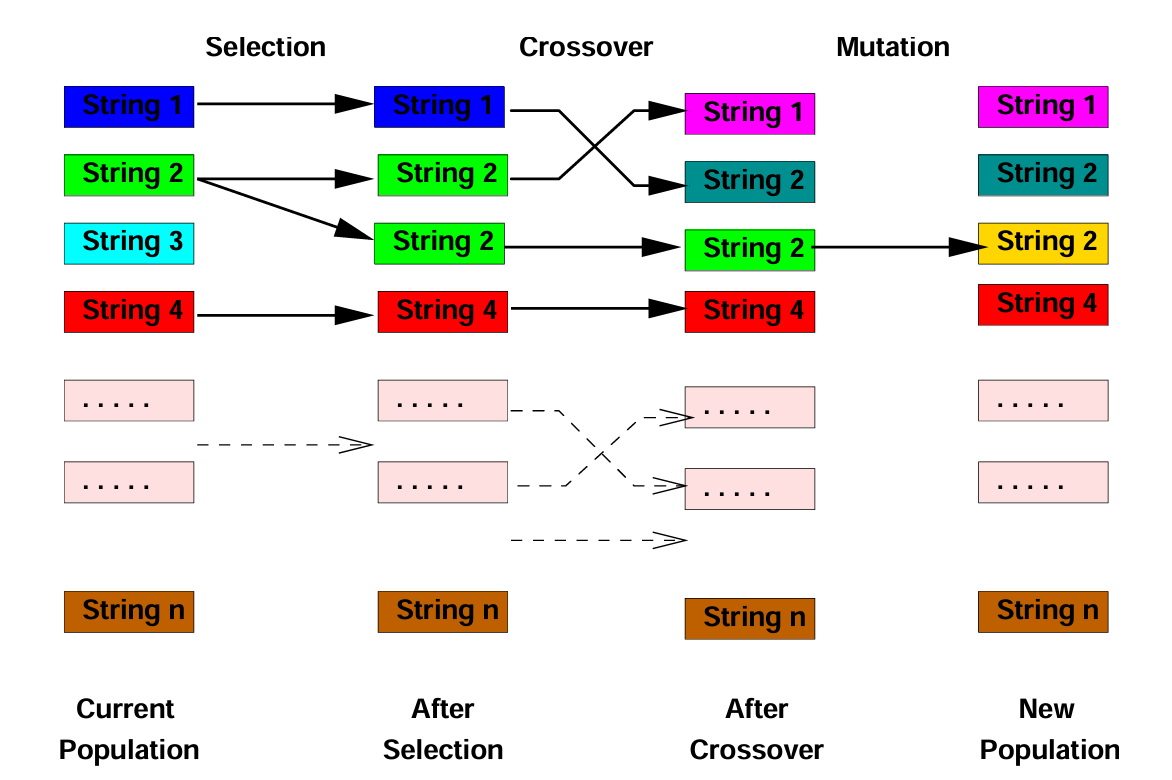 Selection Crossover Mutation
String 1 String 1 String 1 String 1
String 2 String 2 String 2 String 2
String 3 String 2 String 2 String 2
String 4 String 4 String 4 String 4
. . . . . . . . . . . . . . . . . . . .
. . . . . . . . . . . . . . . . . . . .
String n String n String n String n
Current After After New
Population Selection Crossover Population